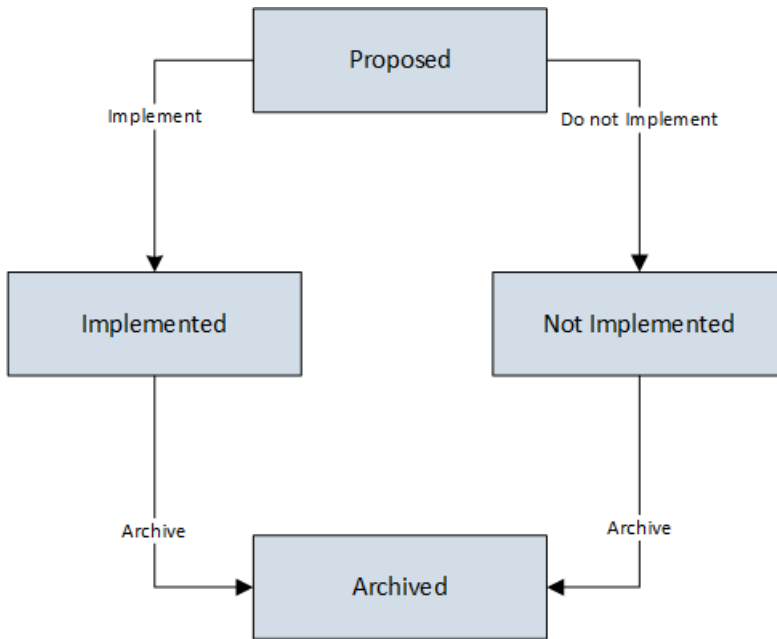 Proposed
Implement
Do not Implement
Implemented
Not Implemented
Archive
Archive
Archived